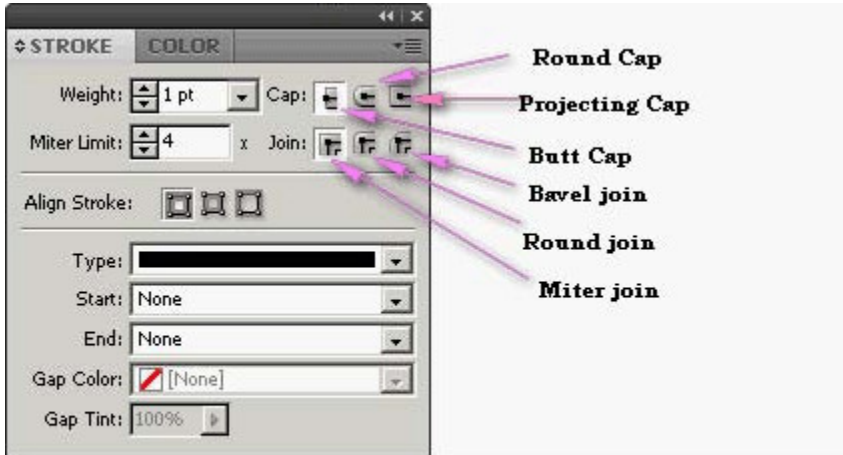 STROKE COLOR
Weight: 1 pt Cap:
Miter Limit: 4 x Join:
Align Stroke:
Type:
Start: None
End: None
Gap Color: [None]
Gap Tint: 100%
Round Cap
Projecting Cap
Butt Cap
Bavel join
Round join
Miter join